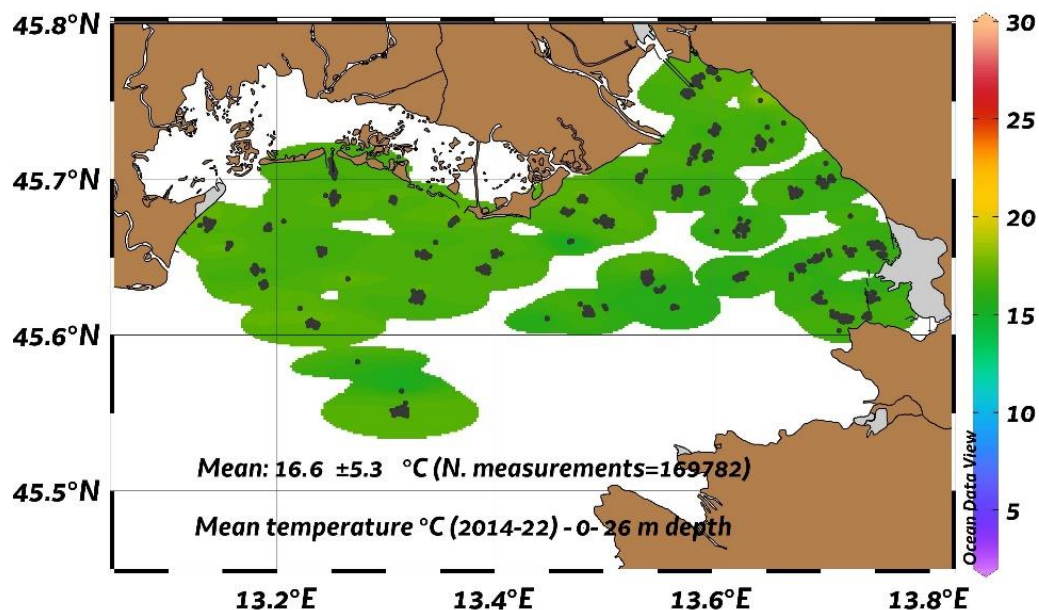 45.8°N
45.7°N
45.6°N
45.5°N
Mean: 16.6 ±5.3 °C (N. measurements=169782)
Mean temperature °C (2014-22) - 0- 26 m depth
13.2°E 13.4°E 13.6°E 13.8°E
30
25
20
15
10
5
Ocean Data View